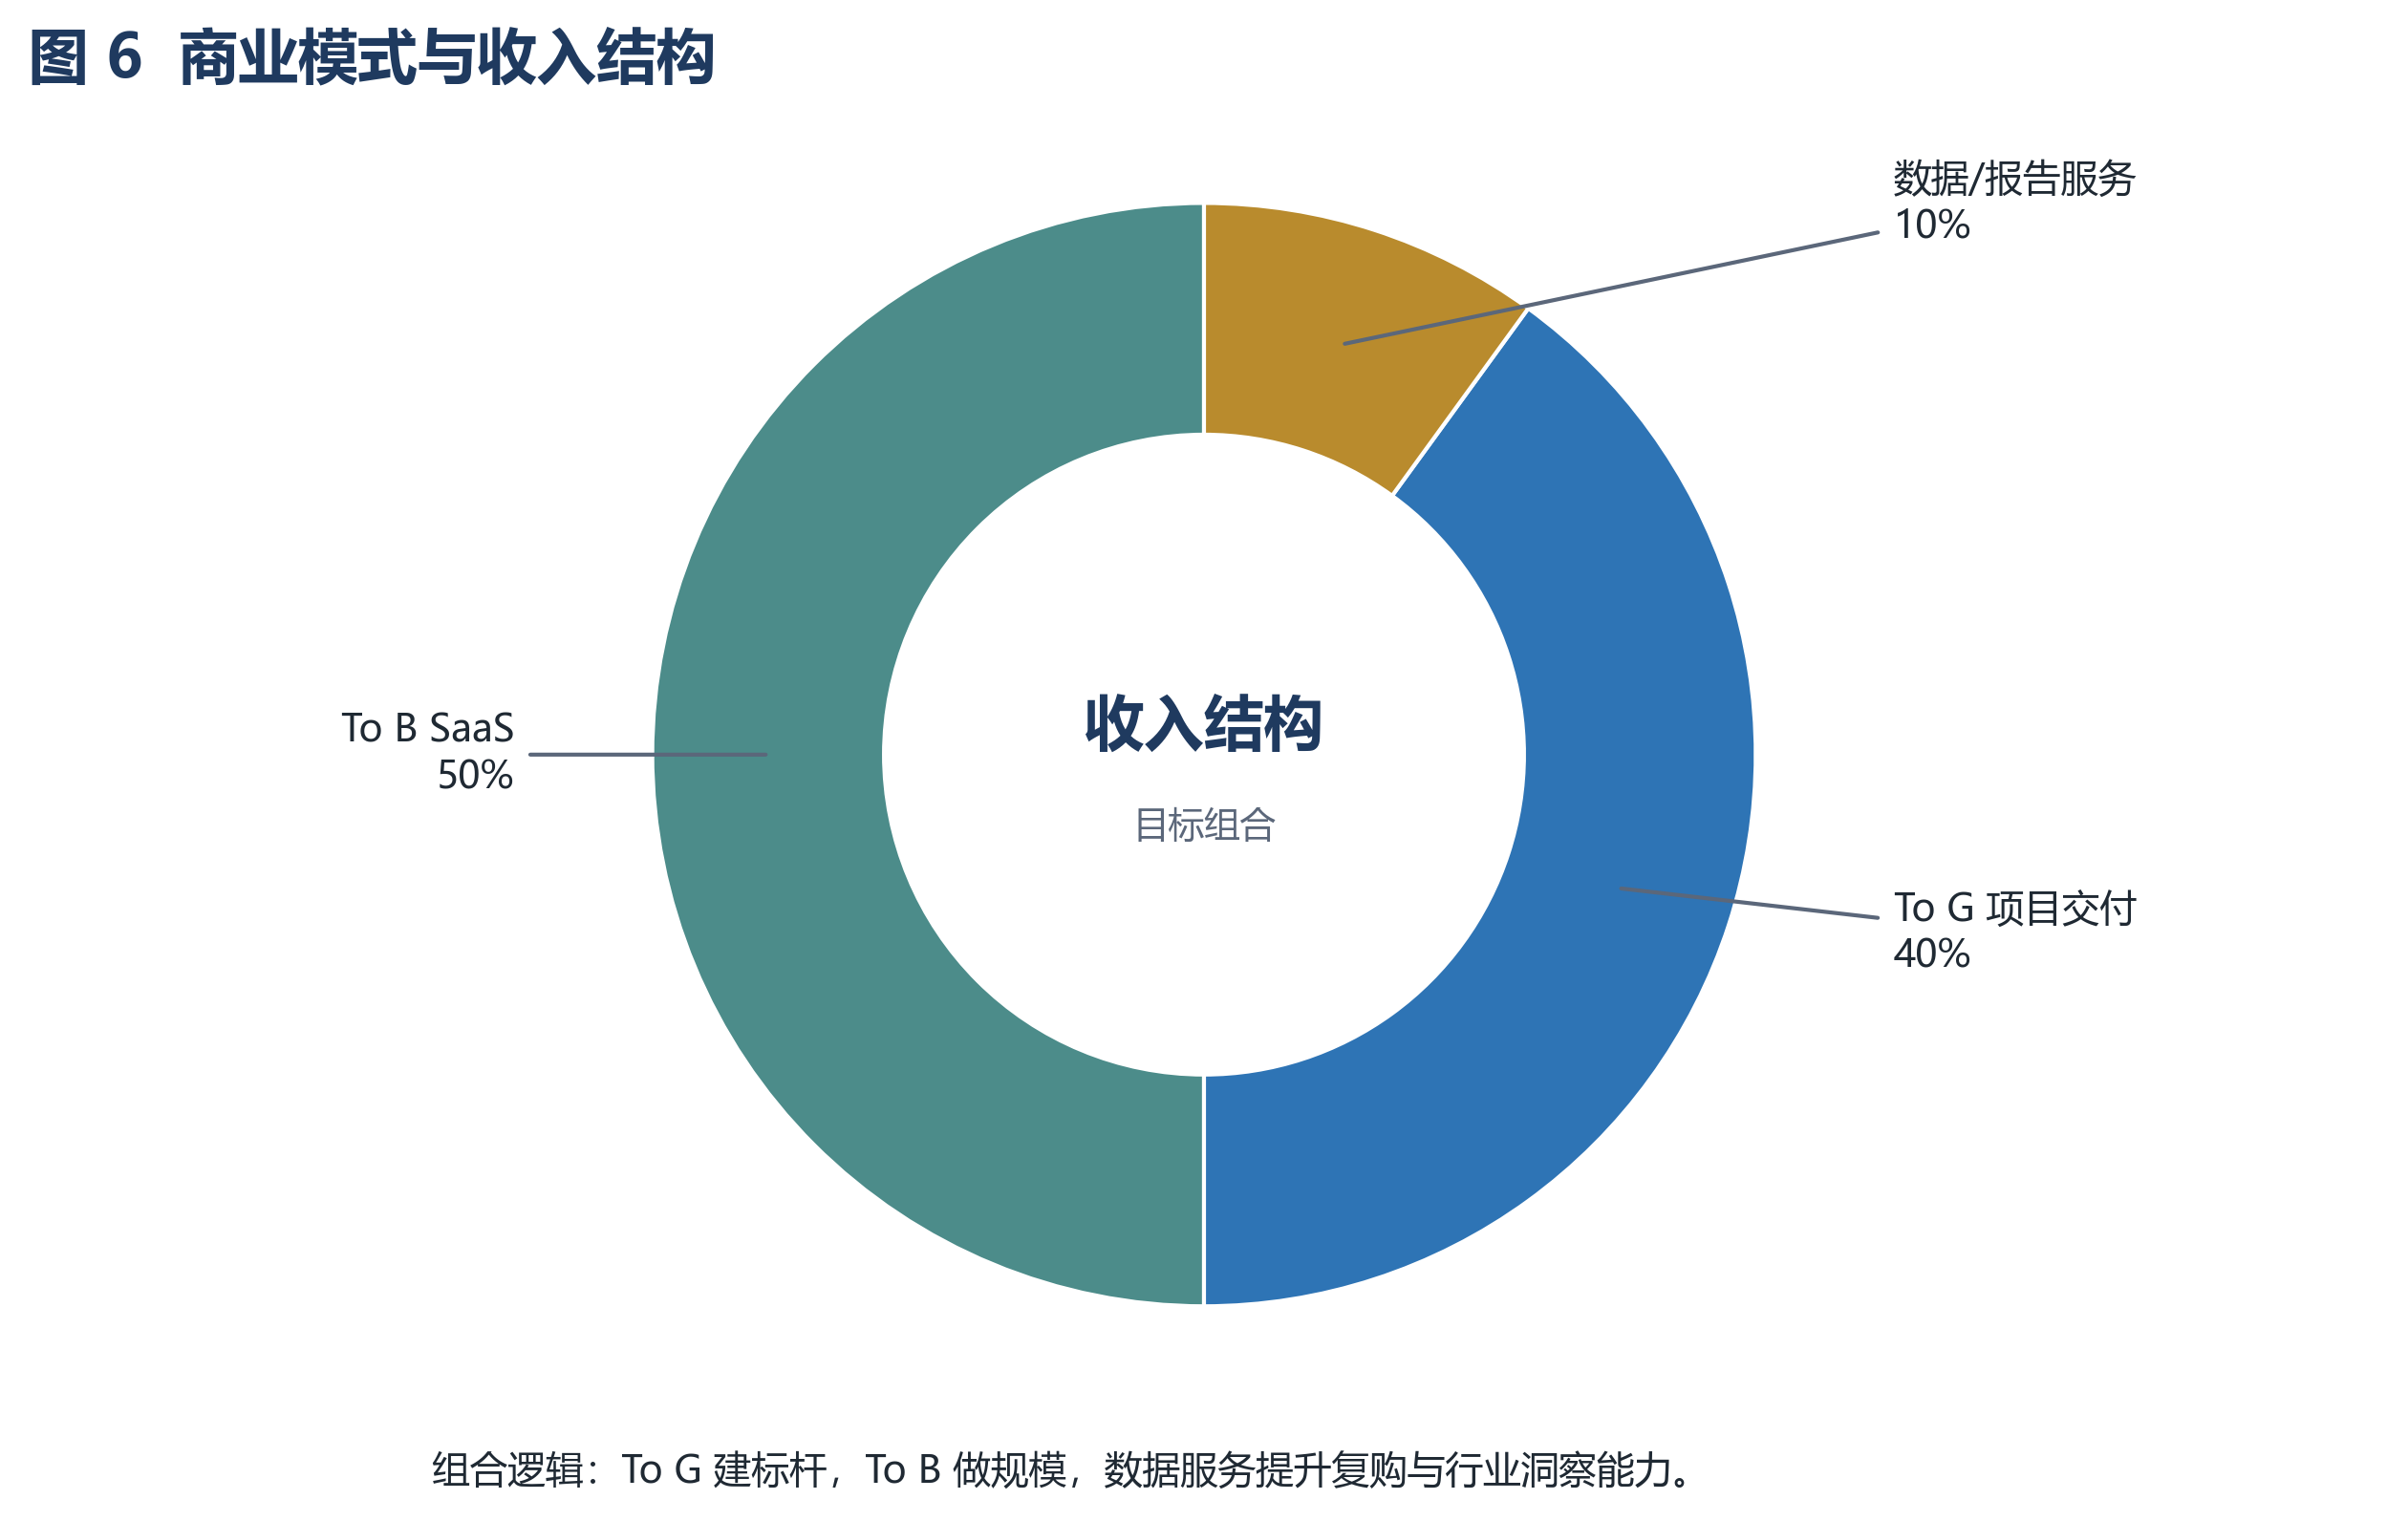 图 6 商业模式与收入结构
数据/报告服务
10%
To B SaaS
50%
收入结构
目标组合
To G 项目交付
40%
组合逻辑：To G 建标杆，To B 做规模，数据服务提升复购与行业洞察能力。